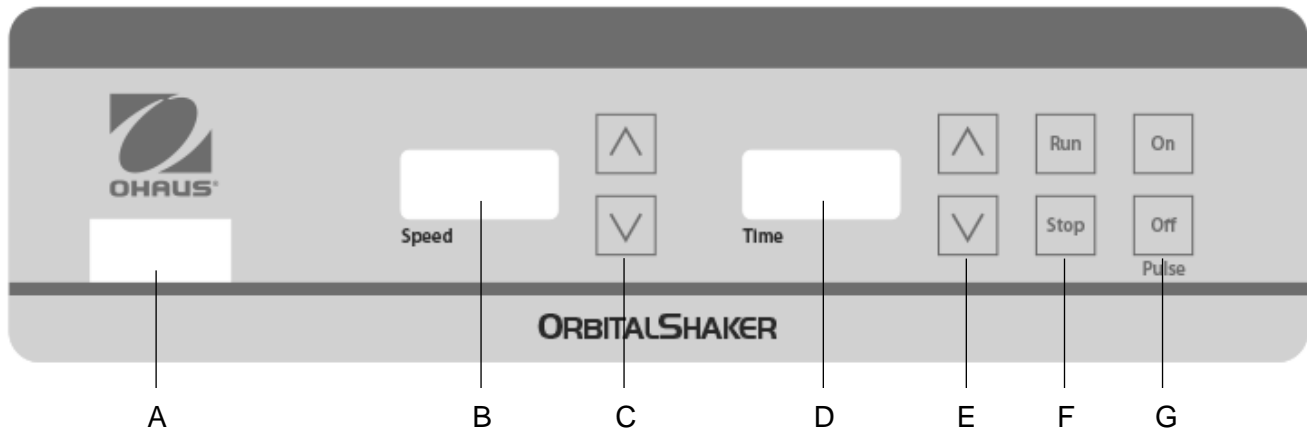 OHAUS®
Speed
Time
Run
On
Stop
Off
Pulse
ORBITALSHAKER
A B C D E F G